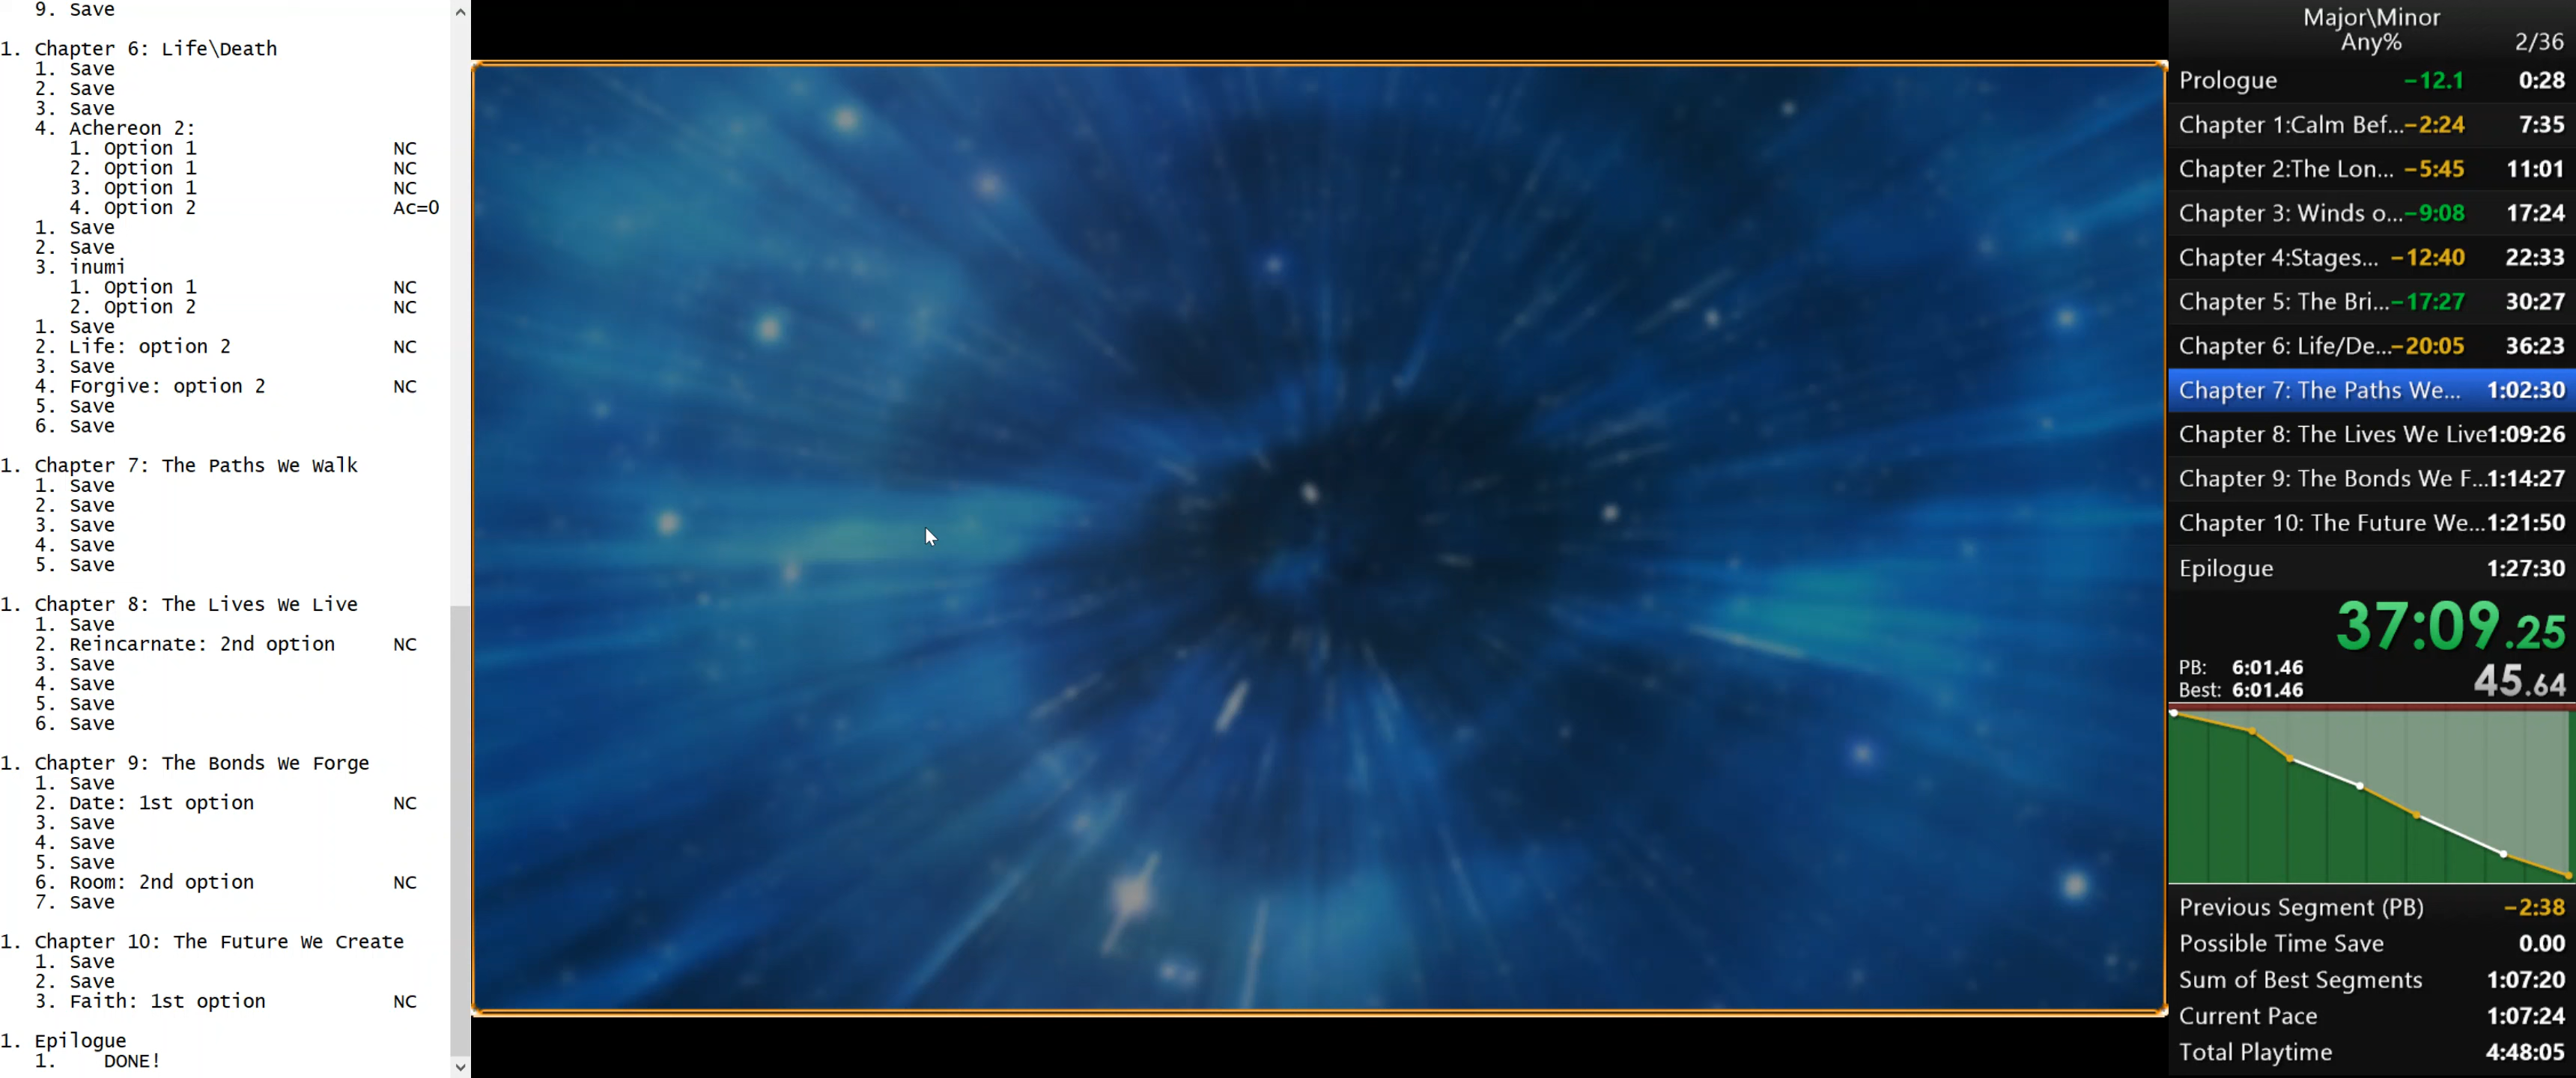 9. Save
1. Chapter 6: Life\Death
1. Save
2. Save
3. Save
4. Achereon 2:
1. Option 1 NC
2. Option 1 NC
3. Option 1 NC
4. Option 2 Ac=0
1. Save
2. Save
3. inumi
1. Option 1 NC
2. Option 2 NC
1. Save
2. Life: option 2 NC
3. Save
4. Forgive: option 2 NC
5. Save
6. Save
1. Chapter 7: The Paths We Walk
1. Save
2. Save
3. Save
4. Save
5. Save
1. Chapter 8: The Lives We Live
1. Save
2. Reincarnate: 2nd option NC
3. Save
4. Save
5. Save
6. Save
1. Chapter 9: The Bonds We Forge
1. Save
2. Date: 1st option NC
3. Save
4. Save
5. Save
6. Room: 2nd option NC
7. Save
1. Chapter 10: The Future We Create
1. Save
2. Save
3. Faith: 1st option NC
1. Epilogue
1. DONE!
Major\Minor
Any% 2/36
Prologue −12.1 0:28
Chapter 1:Calm Bef... −2:24 7:35
Chapter 2:The Lon... −5:45 11:01
Chapter 3: Winds o... −9:08 17:24
Chapter 4:Stages... −12:40 22:33
Chapter 5: The Bri... −17:27 30:27
Chapter 6: Life/De... −20:05 36:23
Chapter 7: The Paths We... 1:02:30
Chapter 8: The Lives We Live 1:09:26
Chapter 9: The Bonds We F... 1:14:27
Chapter 10: The Future We... 1:21:50
Epilogue 1:27:30
37:09.25
PB: 6:01.46
Best: 6:01.46
45.64
Previous Segment (PB) −2:38
Possible Time Save 0.00
Sum of Best Segments 1:07:20
Current Pace 1:07:24
Total Playtime 4:48:05